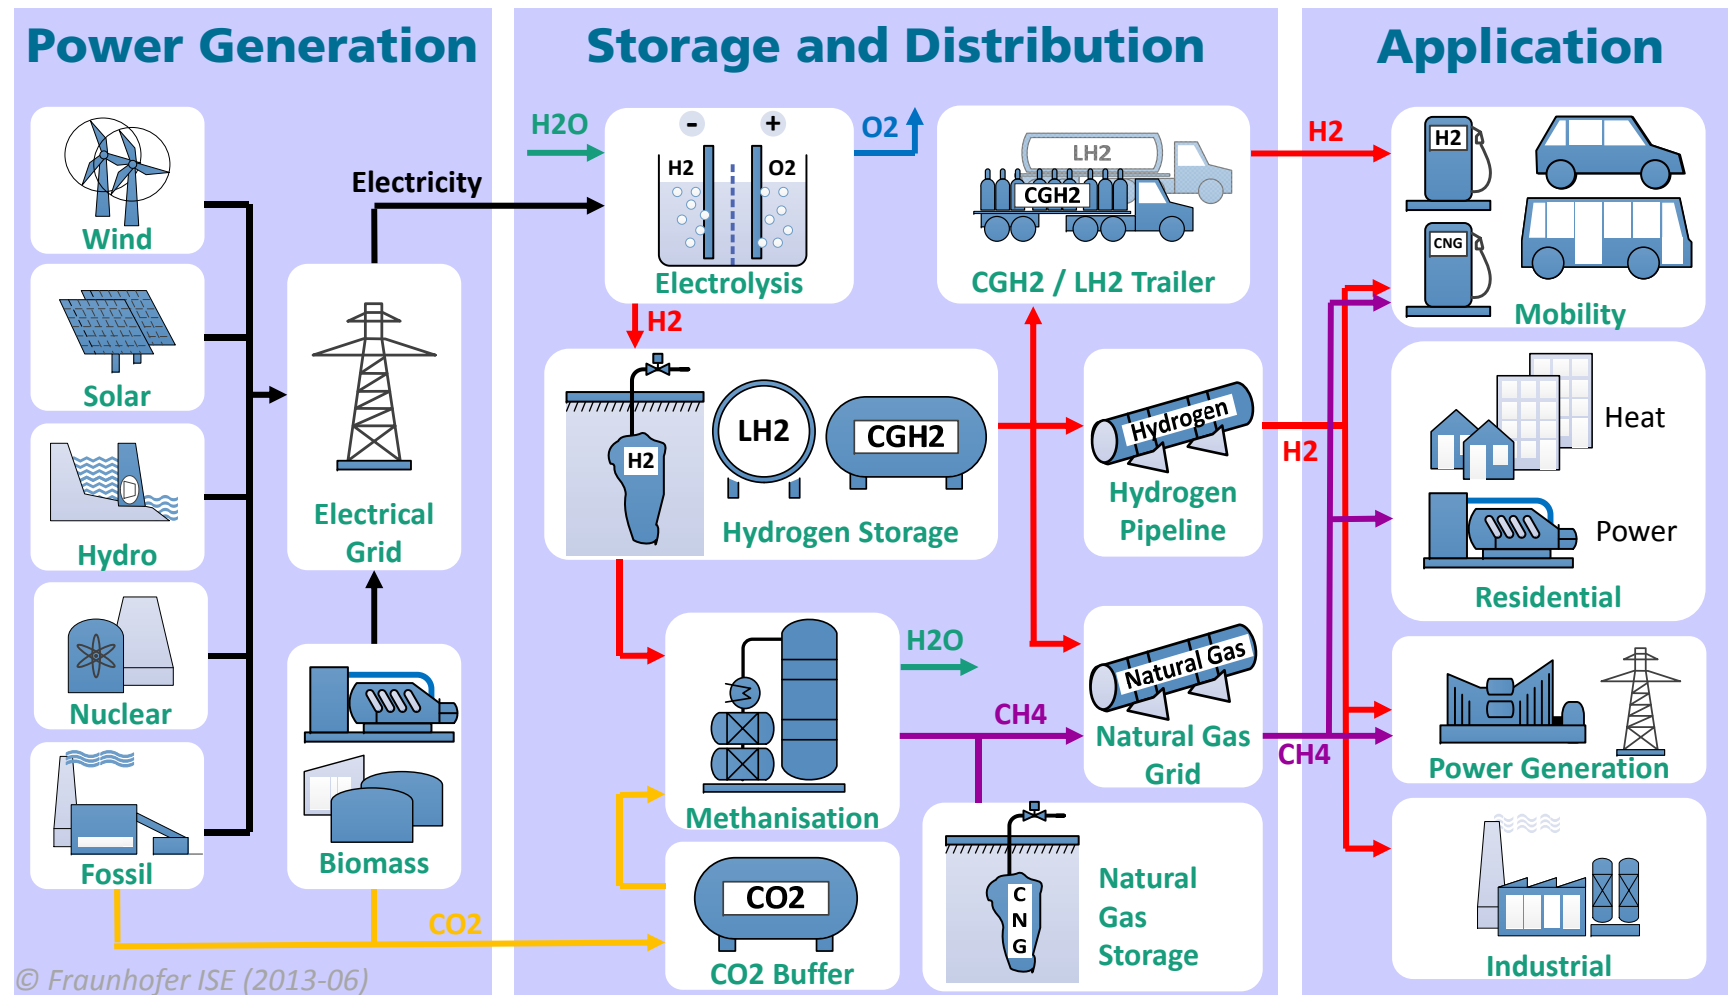 Power Generation
Wind
Solar
Hydro
Nuclear
Fossil
Electrical
Grid
Biomass
Electricity
CO2
© Fraunhofer ISE (2013-06)
Storage and Distribution
H2O
- +
H2 O2
Electrolysis
O2
LH2
CGH2
CGH2 / LH2 Trailer
H2
H2
LH2
CGH2
Hydrogen Storage
Hydrogen
Hydrogen
Pipeline
Methanisation
H2O
CH4
Natural Gas
Natural Gas
Grid
CO2
CO2 Buffer
C
N
G
Natural
Gas
Storage
Application
H2
H2
CNG
Mobility
H2
Heat
Power
Residential
CH4
Power Generation
Industrial